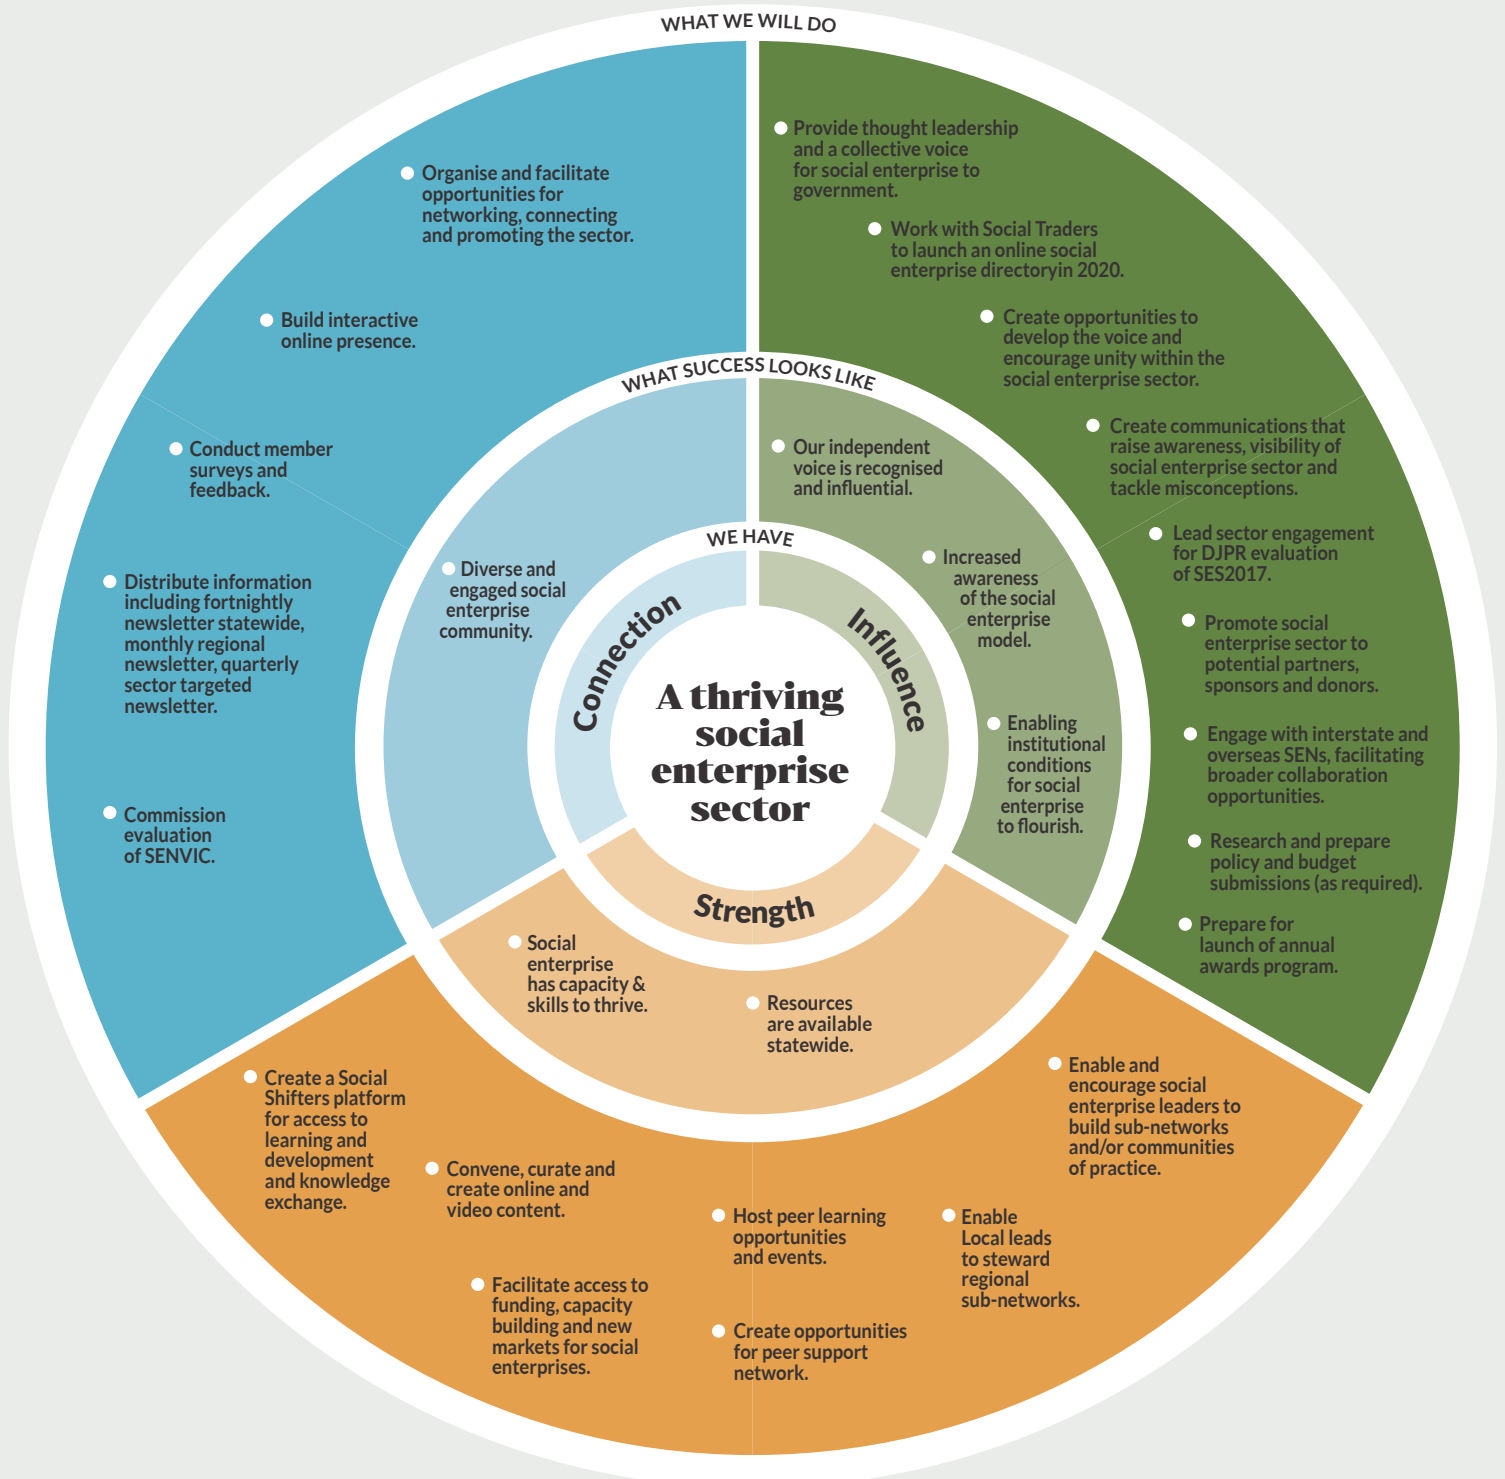 WHAT WE WILL DO
Organise and facilitate
opportunities for
networking, connecting
and promoting the sector.
Build interactive
online presence.
Conduct member
surveys and
feedback.
Distribute information
including fortnightly
newsletter statewide,
monthly regional
newsletter, quarterly
sector targeted
newsletter.
Commission
evaluation
of SENVIC.
Provide thought leadership
and a collective voice
for social enterprise to
government.
Work with Social Traders
to launch an online social
enterprise directoryin 2020.
Create opportunities to
develop the voice and
encourage unity within the
social enterprise sector.
Create communications that
raise awareness, visibility of
social enterprise sector and
tackle misconceptions.
Lead sector engagement
for DJPR evaluation
of SES2017.
Promote social
enterprise sector to
potential partners,
sponsors and donors.
Engage with interstate and
overseas SENs, facilitating
broader collaboration
opportunities.
Research and prepare
policy and budget
submissions (as required).
Prepare for
launch of annual
awards program.
WHAT SUCCESS LOOKS LIKE
Diverse and
engaged social
enterprise
community.
Our independent
voice is recognised
and influential.
Increased
awareness
of the social
enterprise
model.
Enabling
institutional
conditions
for social
enterprise
to flourish.
WE HAVE
Connection
Influence
Strength
A thriving
social
enterprise
sector
Social
enterprise
has capacity &
skills to thrive.
Resources
are available
statewide.
Create a Social
Shifters platform
for access to
learning and
development
and knowledge
exchange.
Convene, curate and
create online and
video content.
Facilitate access to
funding, capacity
building and new
markets for social
enterprises.
Host peer learning
opportunities
and events.
Create opportunities
for peer support
network.
Enable
Local leads
to steward
regional
sub-networks.
Enable and
encourage social
enterprise leaders to
build sub-networks
and/or communities
of practice.